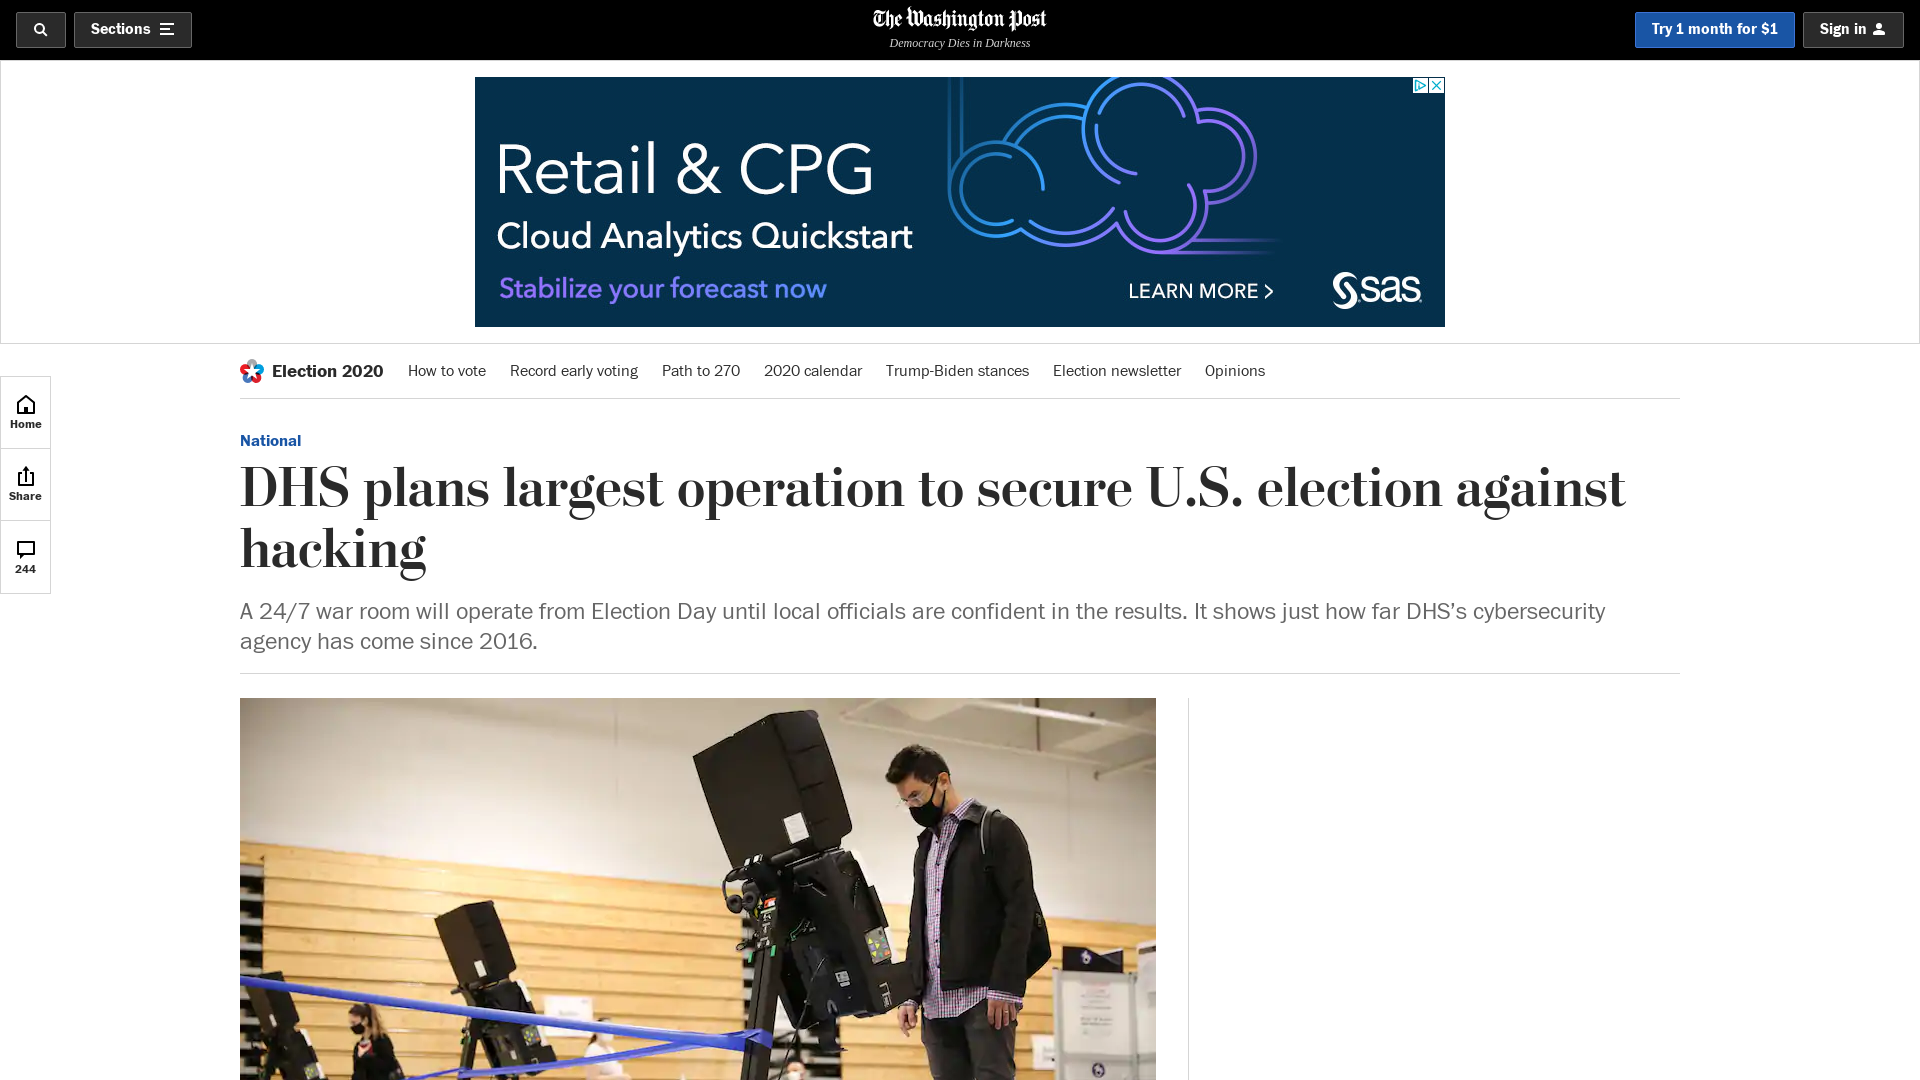 Sections
The Washington Post
Democracy Dies in Darkness
Try 1 month for $1
Sign in
Retail & CPG
Cloud Analytics Quickstart
Stabilize your forecast now
LEARN MORE >
sas
Election 2020
How to vote
Record early voting
Path to 270
2020 calendar
Trump-Biden stances
Election newsletter
Opinions
Home
Share
244
National
DHS plans largest operation to secure U.S. election against
hacking
A 24/7 war room will operate from Election Day until local officials are confident in the results. It shows just how far DHS’s cybersecurity
agency has come since 2016.